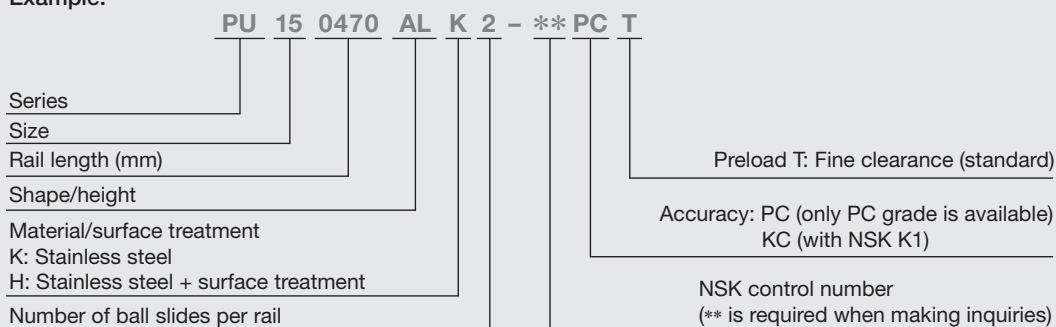 Example:
PU 15 0470 AL K 2 – ** PC T
Series
Size
Rail length (mm)
Shape/height
Material/surface treatment
K: Stainless steel
H: Stainless steel + surface treatment
Number of ball slides per rail
Preload T: Fine clearance (standard)
Accuracy: PC (only PC grade is available)
KC (with NSK K1)
NSK control number
(** is required when making inquiries)